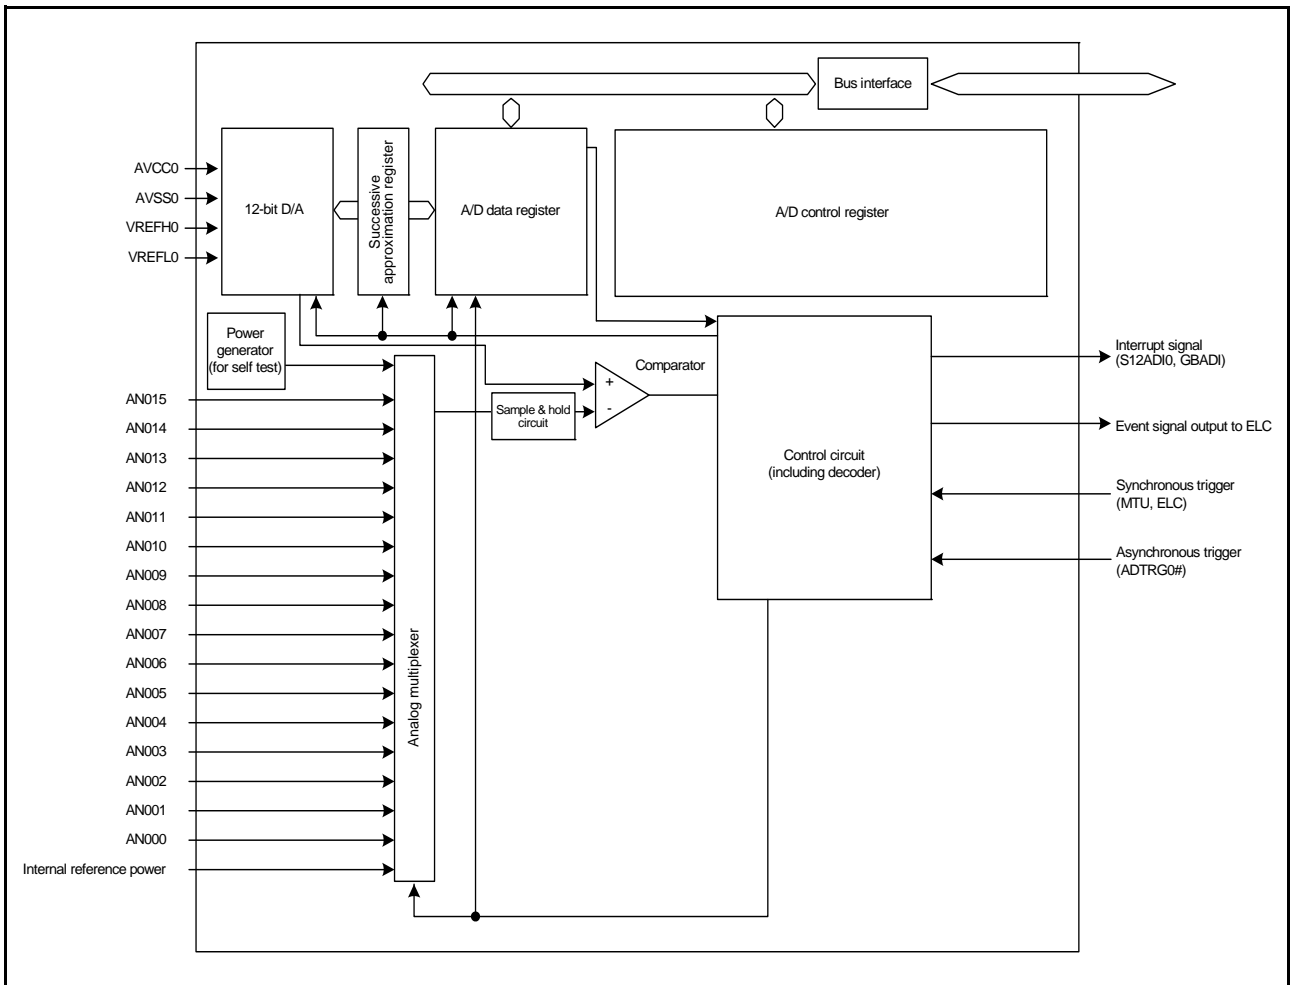 Bus interface
AVCC0
AVSS0
VREFH0
VREFL0
12-bit D/A
Successive
approximation register
A/D data register
A/D control register
Power
generator
(for self test)
Comparator
+
-
Sample & hold
circuit
Control circuit
(including decoder)
Interrupt signal
(S12ADI0, GBADI)
Event signal output to ELC
Synchronous trigger
(MTU, ELC)
Asynchronous trigger
(ADTRG0#)
AN015
AN014
AN013
AN012
AN011
AN010
AN009
AN008
AN007
AN006
AN005
AN004
AN003
AN002
AN001
AN000
Internal reference power
Analog multiplexer